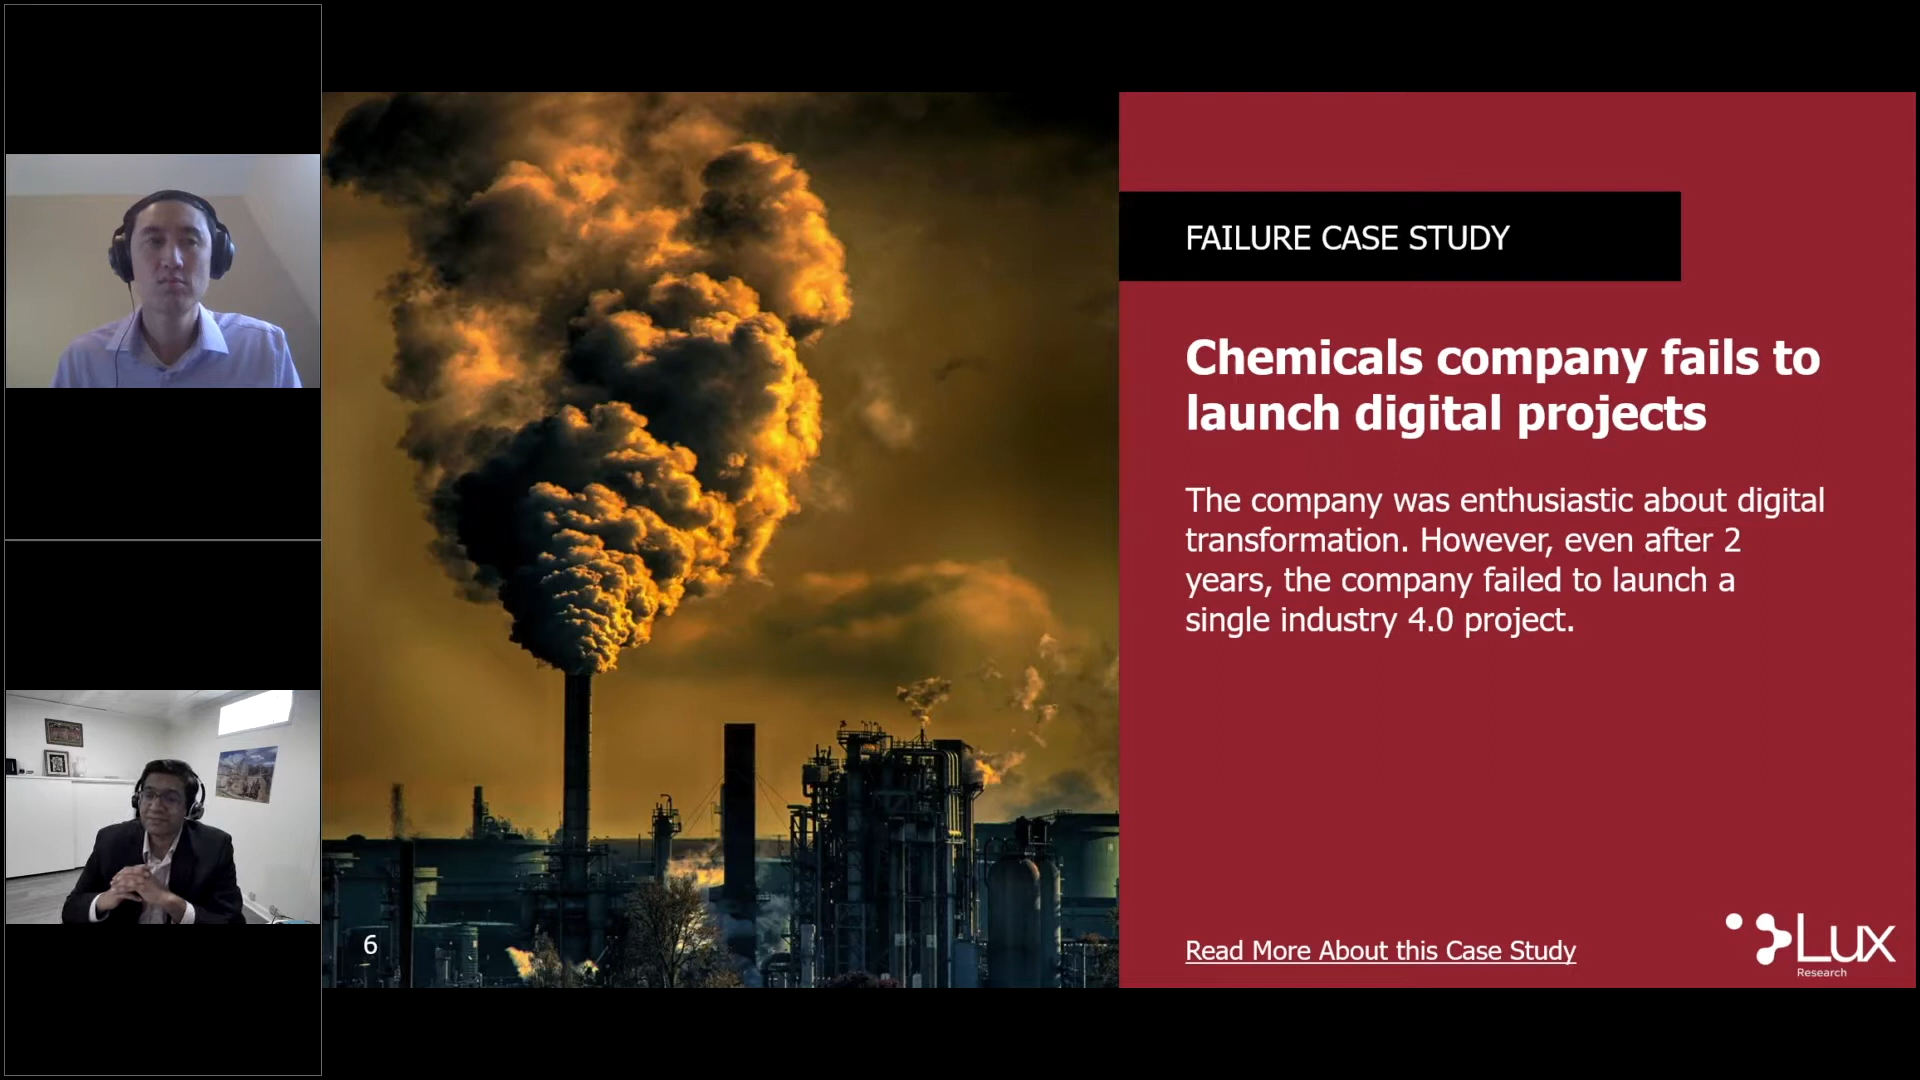 FAILURE CASE STUDY
Chemicals company fails to
launch digital projects
The company was enthusiastic about digital
transformation. However, even after 2
years, the company failed to launch a
single industry 4.0 project.
6
Read More About this Case Study
Lux
Research